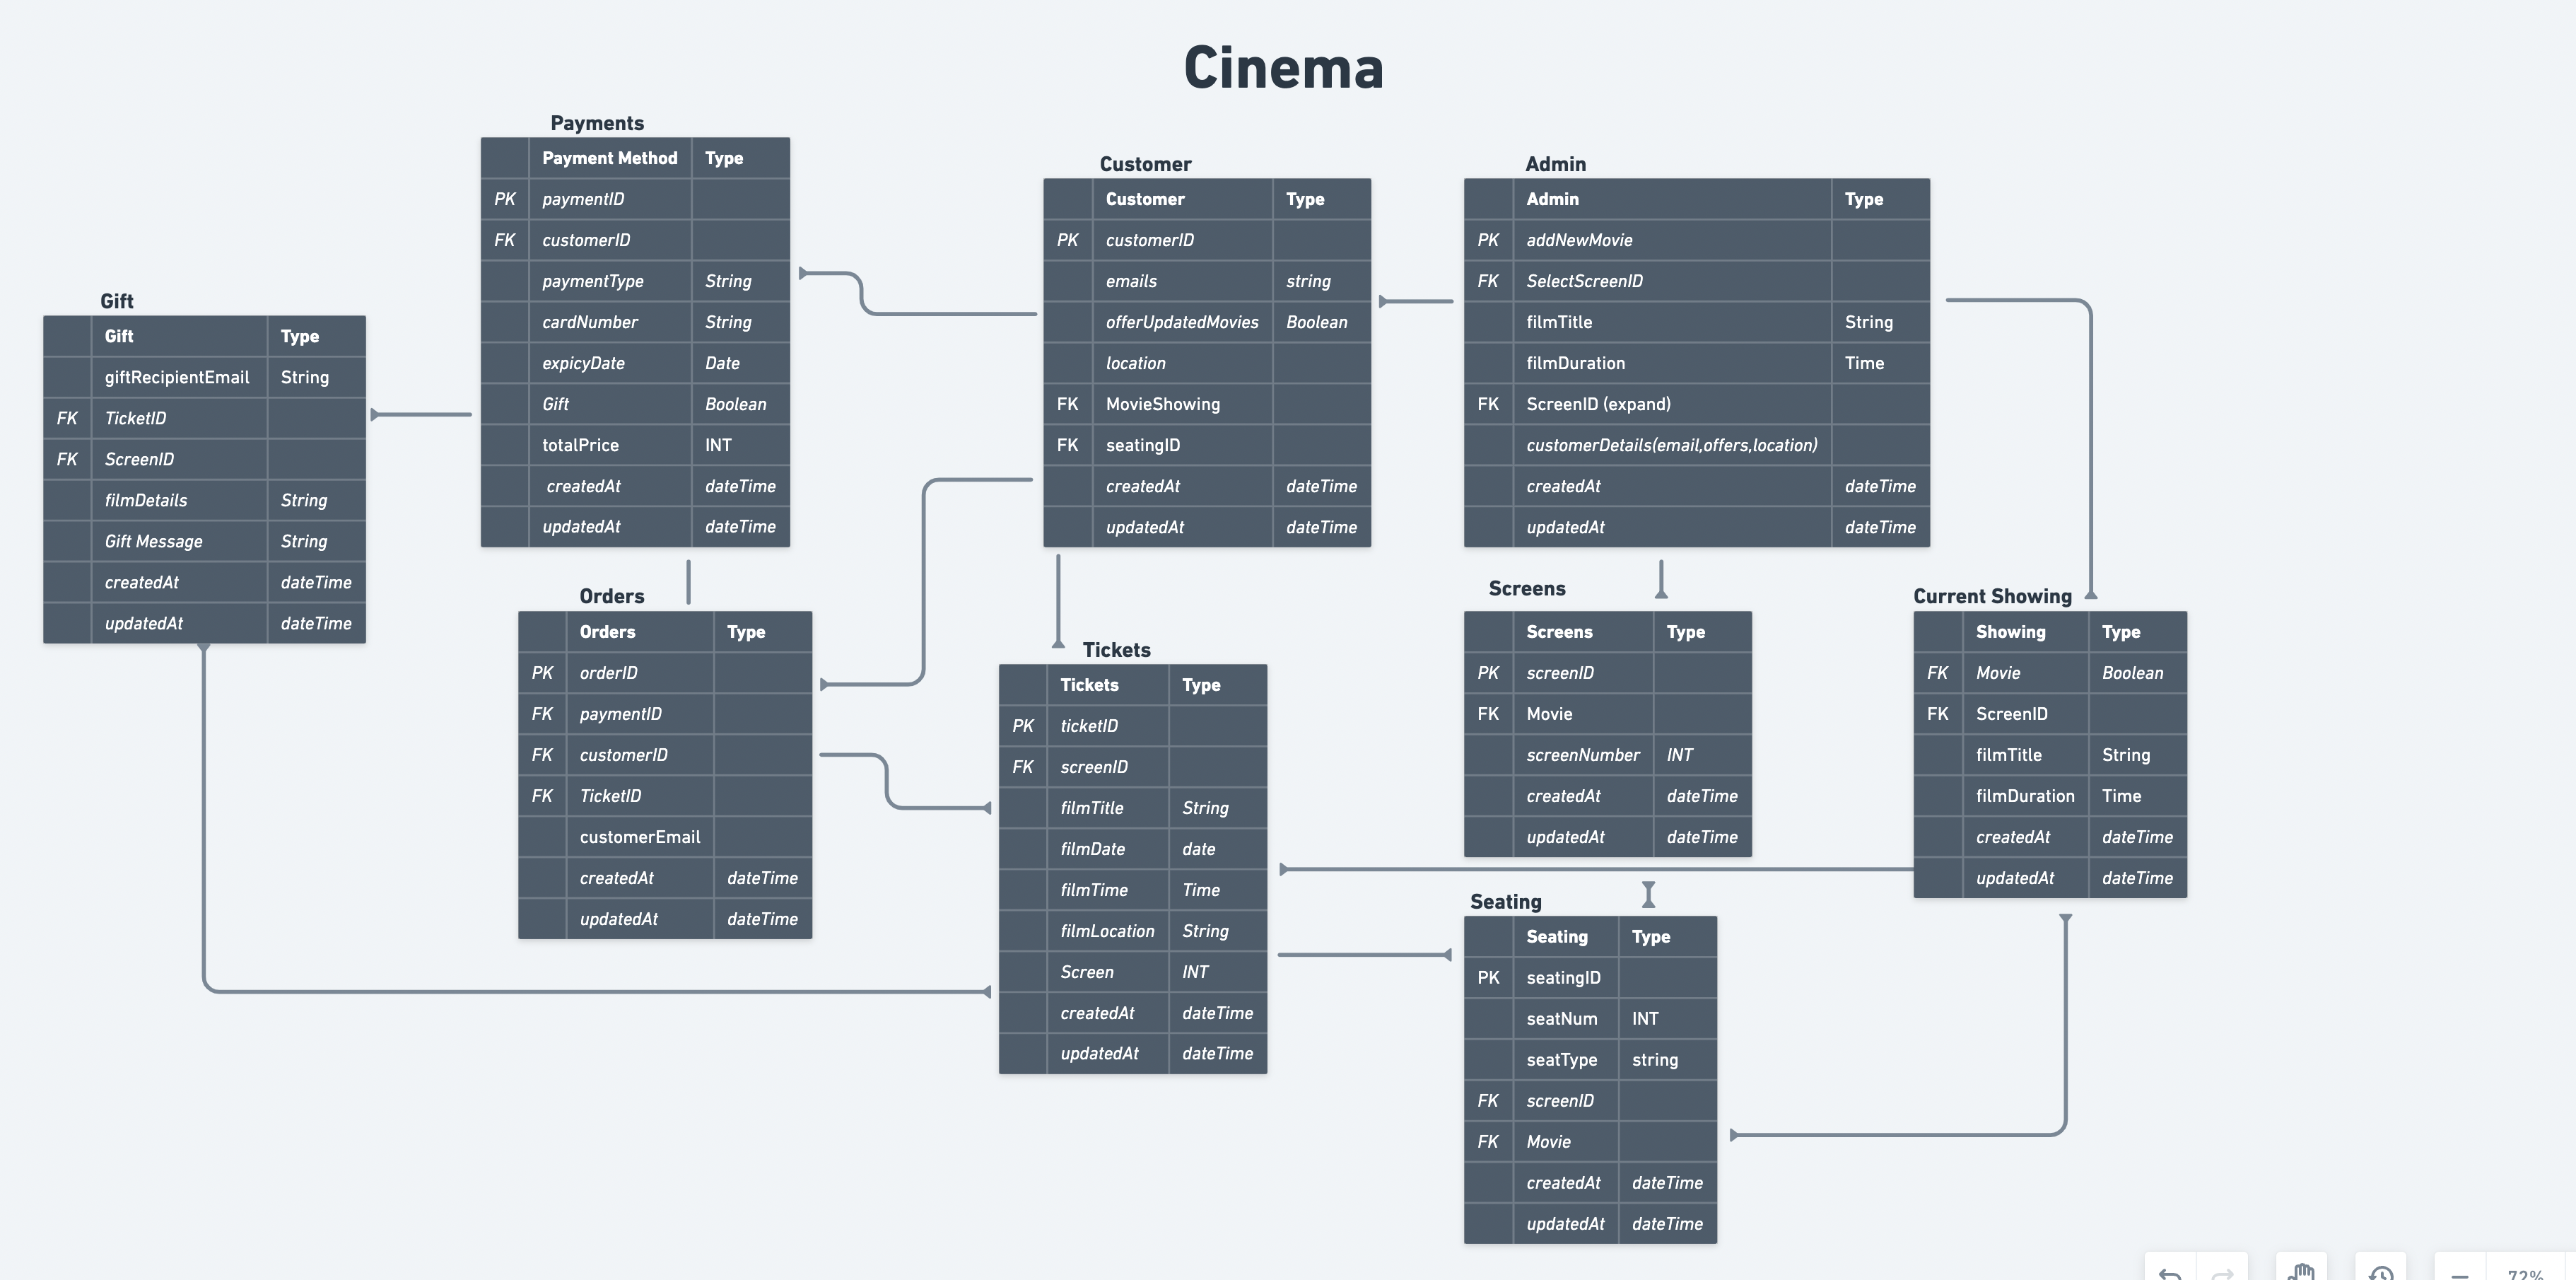 Cinema
Payments
Payment Method Type
PK paymentID
FK customerID
paymentType String
cardNumber String
expicyDate Date
Gift Boolean
totalPrice INT
createdAt dateTime
updatedAt dateTime
Customer
Customer Type
PK customerID
emails string
offerUpdatedMovies Boolean
location
FK MovieShowing
FK seatingID
createdAt dateTime
updatedAt dateTime
Admin
Admin Type
PK addNewMovie
FK SelectScreenID
filmTitle String
filmDuration Time
FK ScreenID (expand)
customerDetails(email,offers,location)
createdAt dateTime
updatedAt dateTime
Gift
Gift Type
giftRecipientEmail String
FK TicketID
FK ScreenID
filmDetails String
Gift Message String
createdAt dateTime
updatedAt dateTime
Orders
Orders Type
PK orderID
FK paymentID
FK customerID
FK TicketID
customerEmail
createdAt dateTime
updatedAt dateTime
Tickets
Tickets Type
PK ticketID
FK screenID
filmTitle String
filmDate date
filmTime Time
filmLocation String
Screen INT
createdAt dateTime
updatedAt dateTime
Screens
Screens Type
PK screenID
FK Movie
screenNumber INT
createdAt dateTime
updatedAt dateTime
Current Showing
Showing Type
FK Movie Boolean
FK ScreenID
filmTitle String
filmDuration Time
createdAt dateTime
updatedAt dateTime
Seating
Seating Type
PK seatingID
seatNum INT
seatType string
FK screenID
FK Movie
createdAt dateTime
updatedAt dateTime
72%